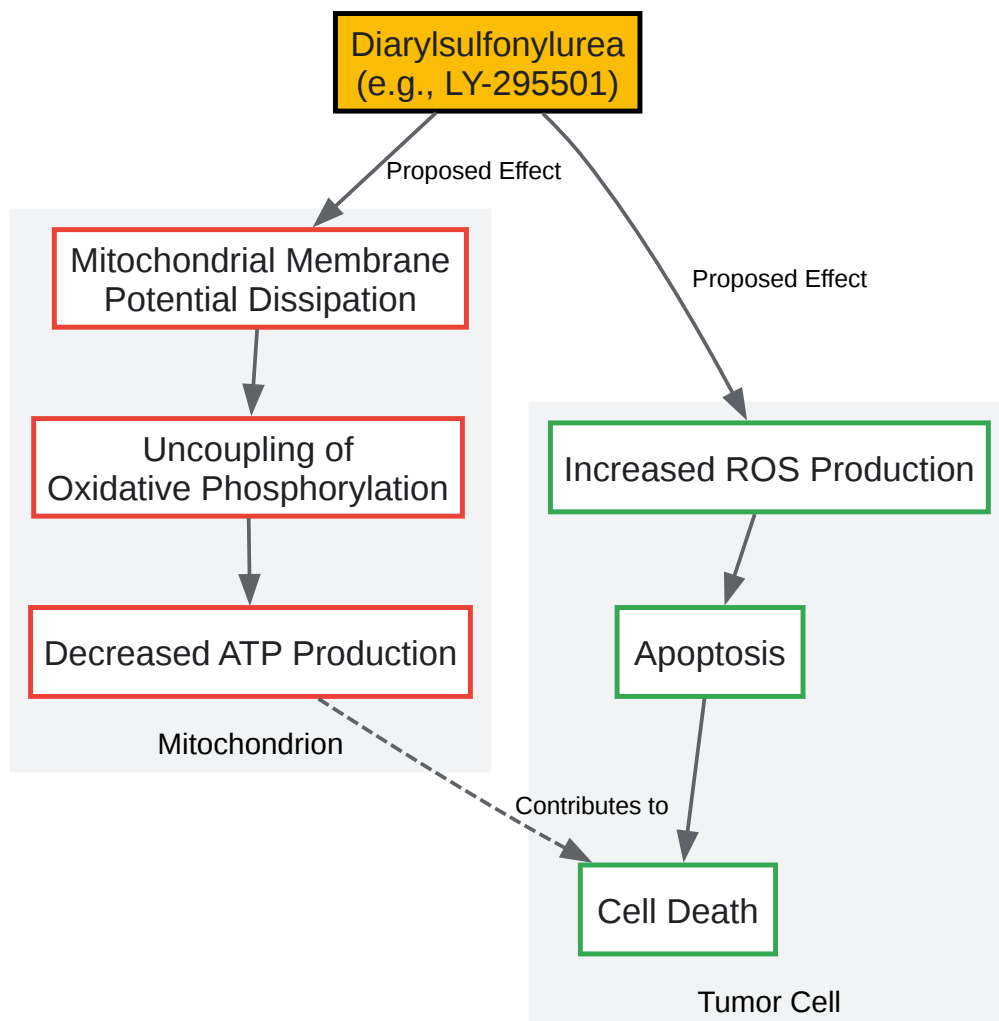 Diarylsulfonylurea
(e.g., LY-295501)
Proposed Effect
Mitochondrial Membrane
Potential Dissipation
Proposed Effect
Uncoupling of
Oxidative Phosphorylation
Increased ROS Production
Decreased ATP Production
Apoptosis
Mitochondrion
Contributes to
Cell Death
Tumor Cell